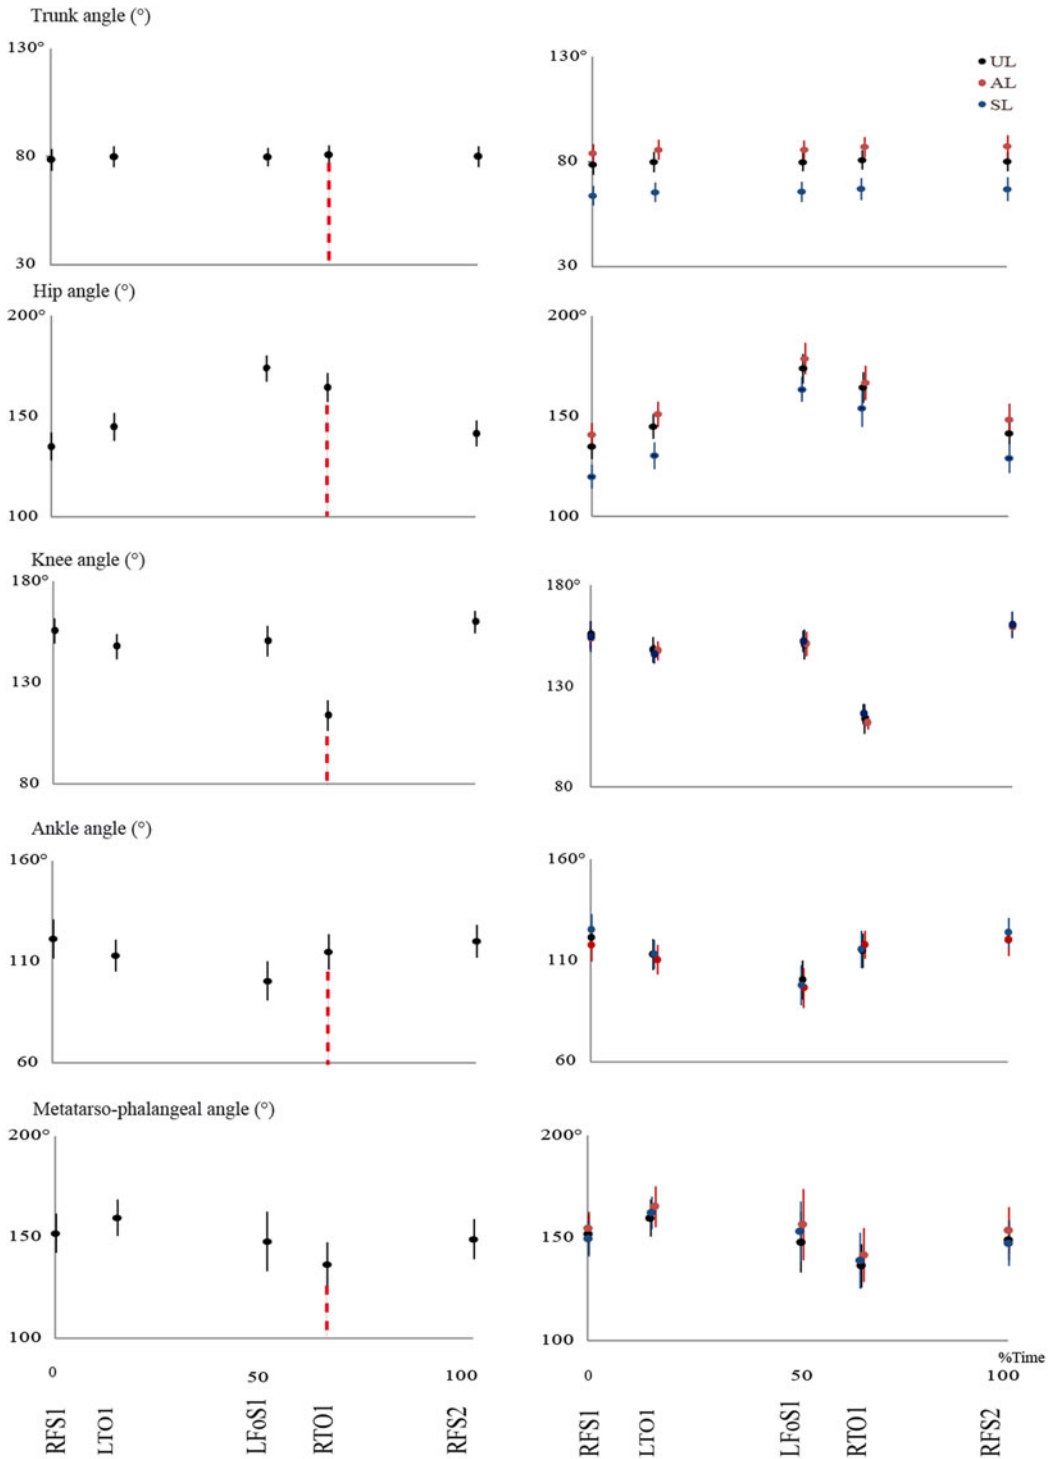 Trunk angle (°)
130°
80
30
130°
80
30
UL
AL
SL
Hip angle (°)
200°
150
100
200°
150
100
Knee angle (°)
180°
130
80
180°
130
80
Ankle angle (°)
160°
110
60
160°
110
60
Metatarso-phalangeal angle (°)
200°
150
100
200°
150
100
%Time
0
50
100
0
50
100
RFS1
LTO1
LFoS1
RTO1
RFS2
RFS1
LTO1
LFoS1
RTO1
RFS2